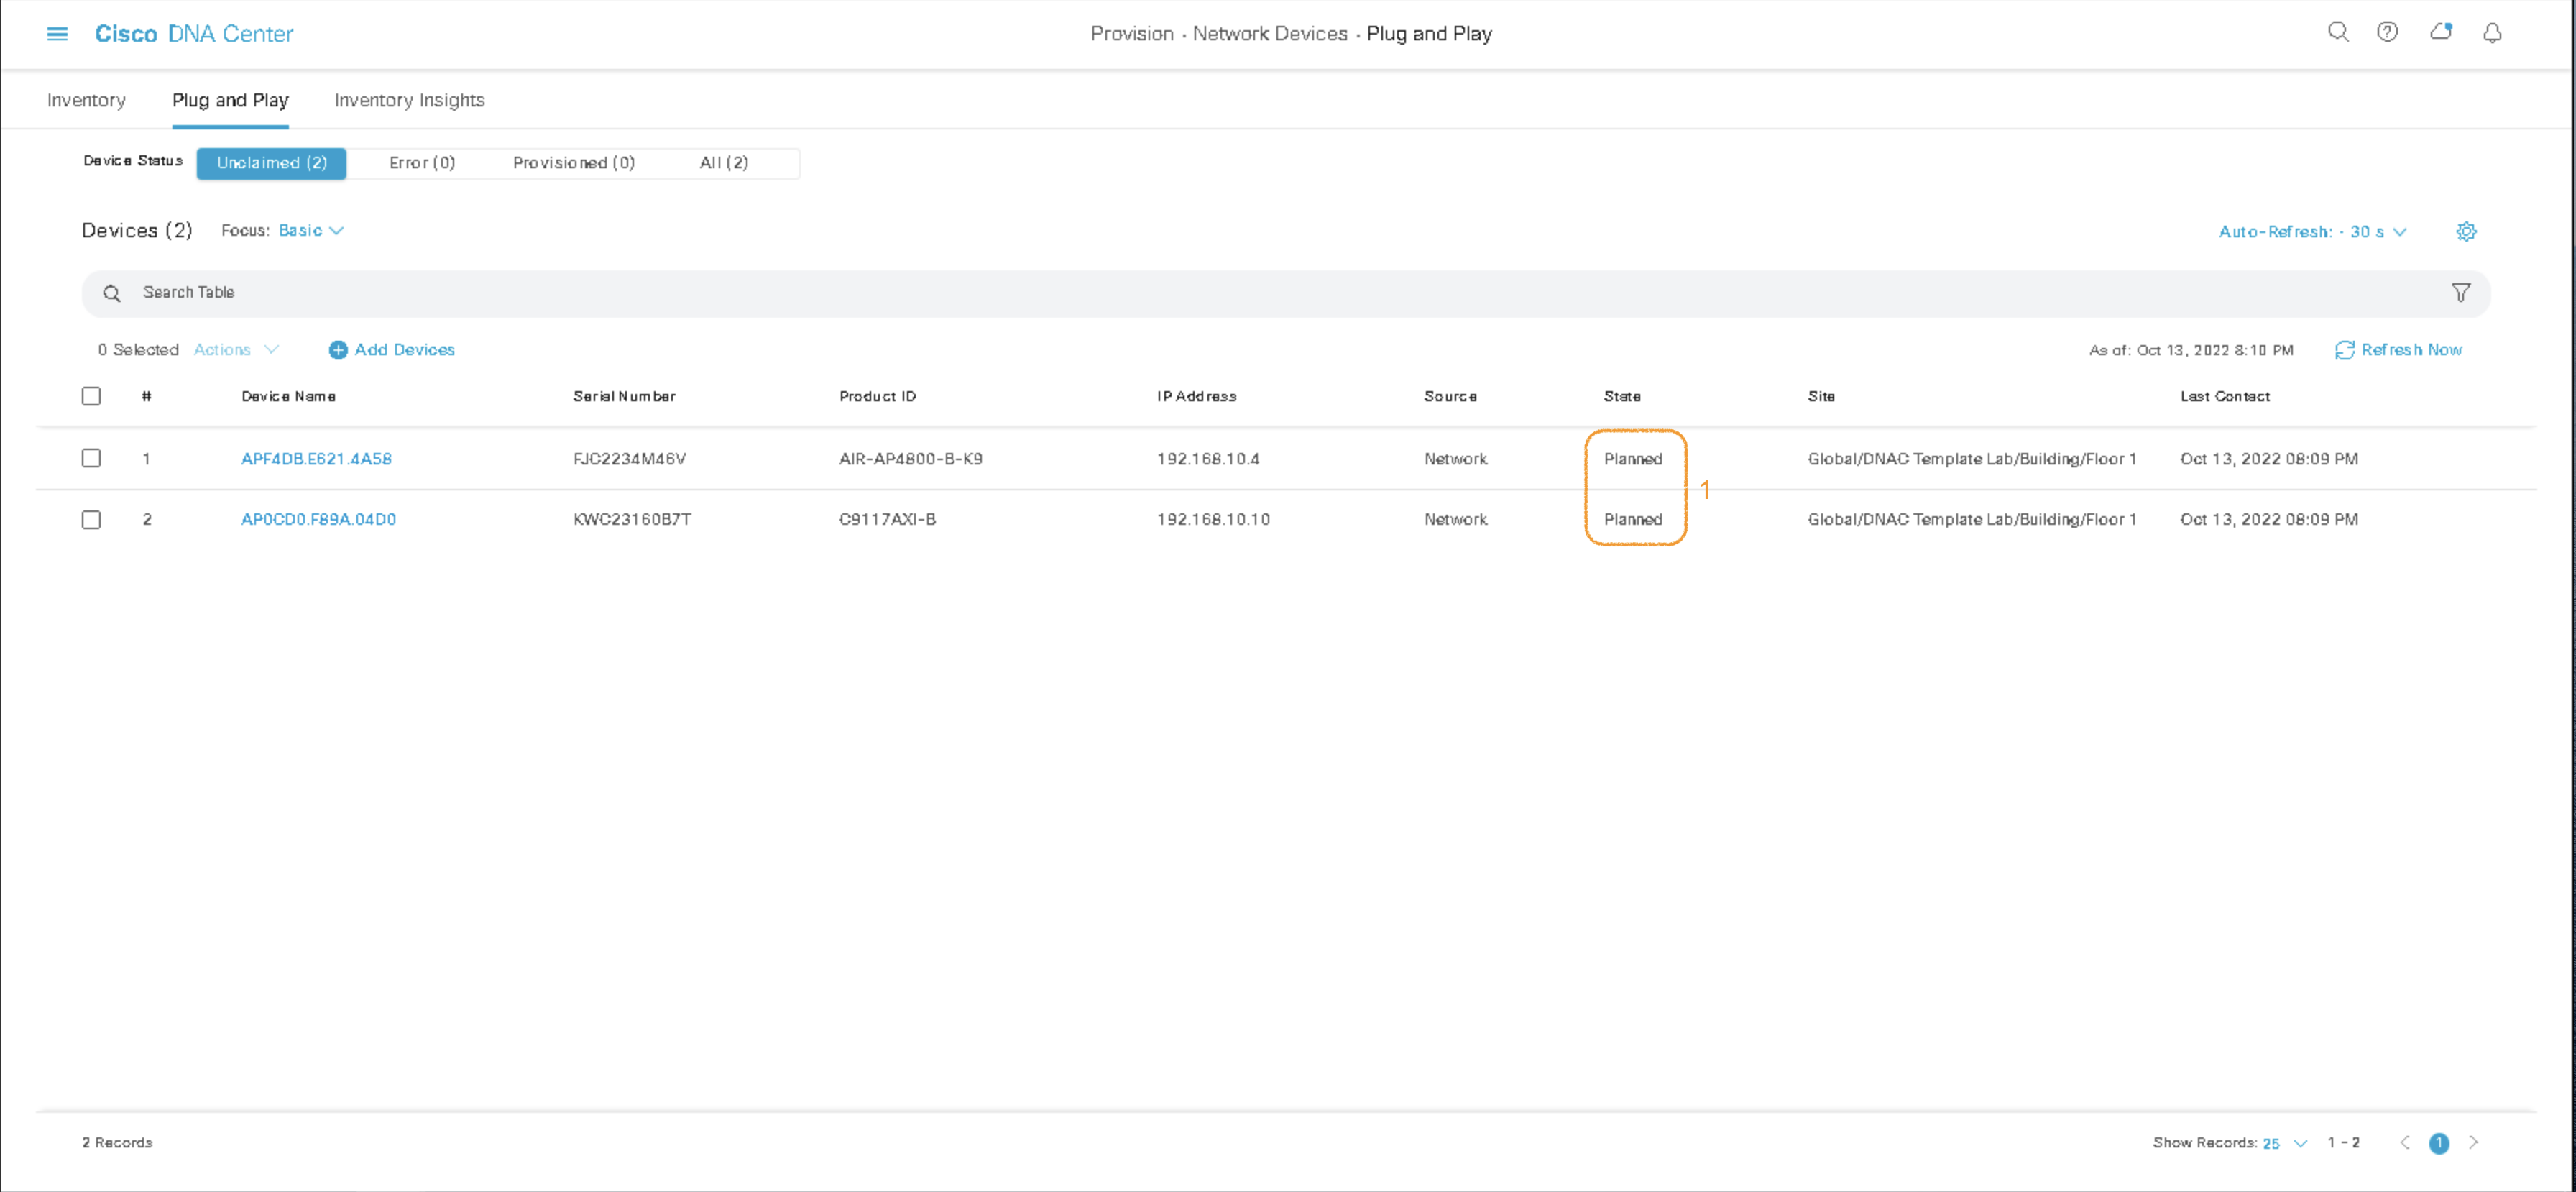 Cisco DNA Center
Provision · Network Devices · Plug and Play
Inventory Plug and Play Inventory Insights
Device Status Unclaimed (2) Error (0) Provisioned (0) All (2)
Devices (2) Focus: Basic Auto-Refresh: · 30 s
Search Table
0 Selected Actions Add Devices As of: Oct 13, 2022 8:10 PM Refresh Now
# Device Name Serial Number Product ID IP Address Source State Site Last Contact
1 APF4DB.E621.4A58 FJC2234M46V AIR-AP4800-B-K9 192.168.10.4 Network Planned Global/DNAC Template Lab/Building/Floor 1 Oct 13, 2022 08:09 PM
1
2 AP0CD0.F89A.04D0 KWC23160B7T C9117AXI-B 192.168.10.10 Network Planned Global/DNAC Template Lab/Building/Floor 1 Oct 13, 2022 08:09 PM
2 Records Show Records: 25 1 - 2 1